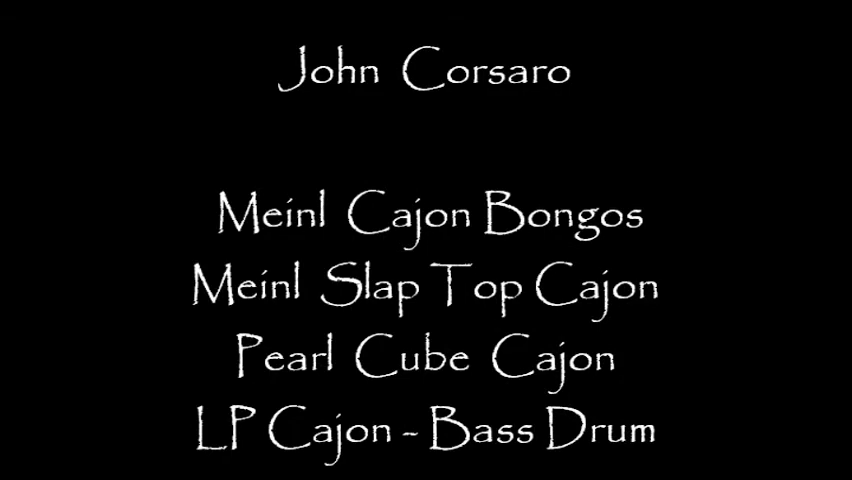 John Corsaro
Meinl Cajon Bongos
Meinl Slap Top Cajon
Pearl Cube Cajon
LP Cajon - Bass Drum